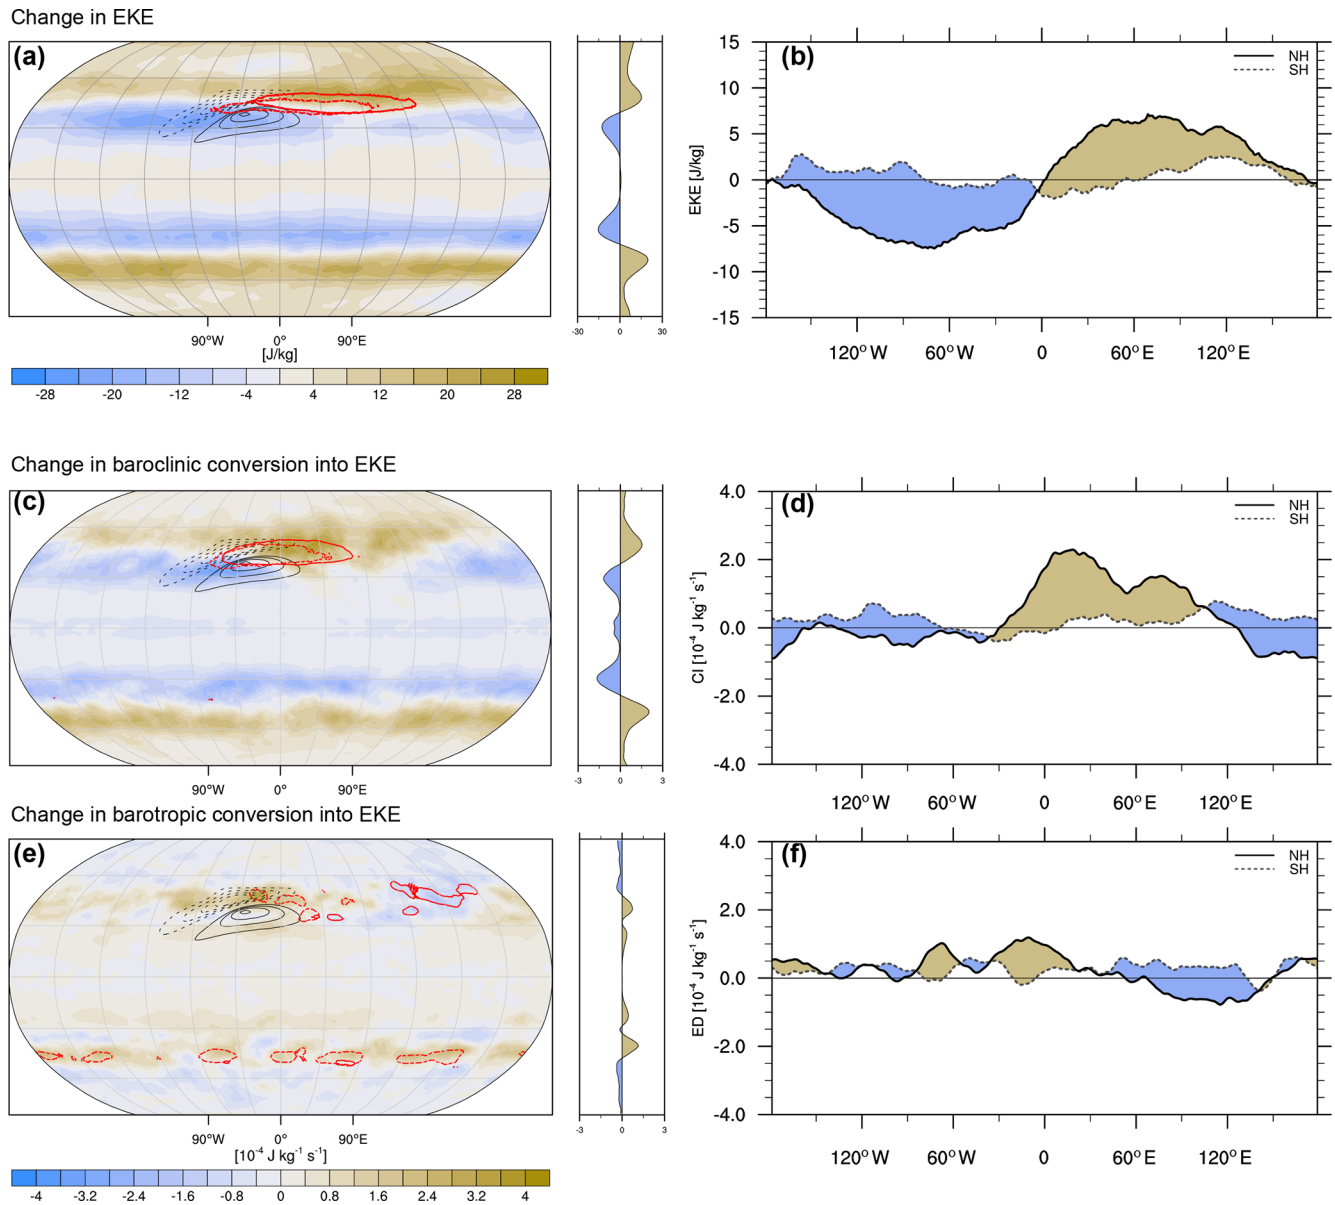 Change in EKE
(a)
90°W 0° 90°E
[J/kg]
-28 -20 -12 -4 4 12 20 28
-30 0 30
(b)
NH
SH
EKE [J/kg]
15
10
5
0
-5
-10
-15
120°W 60°W 0 60°E 120°E
Change in baroclinic conversion into EKE
(c)
90°W 0° 90°E
-3 0 3
(d)
NH
SH
CI [10⁻⁴ J kg⁻¹ s⁻¹]
4.0
2.0
0.0
-2.0
-4.0
120°W 60°W 0 60°E 120°E
Change in barotropic conversion into EKE
(e)
90°W 0° 90°E
[10⁻⁴ J kg⁻¹ s⁻¹]
-4 -3.2 -2.4 -1.6 -0.8 0 0.8 1.6 2.4 3.2 4
-3 0 3
(f)
NH
SH
ED [10⁻⁴ J kg⁻¹ s⁻¹]
4.0
2.0
0.0
-2.0
-4.0
120°W 60°W 0 60°E 120°E